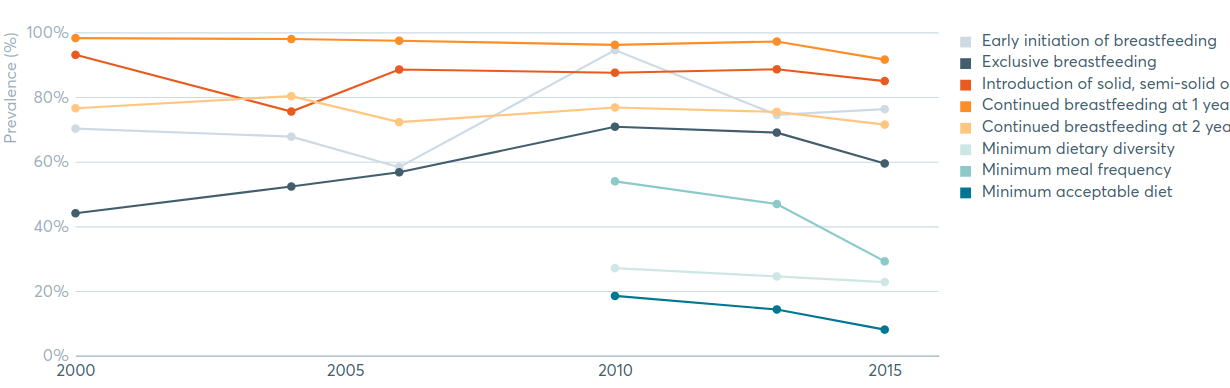 Prevalence (%)
100%
80%
60%
40%
20%
0%
2000 2005 2010 2015
Early initiation of breastfeeding
Exclusive breastfeeding
Introduction of solid, semi-solid o
Continued breastfeeding at 1 yea
Continued breastfeeding at 2 yea
Minimum dietary diversity
Minimum meal frequency
Minimum acceptable diet